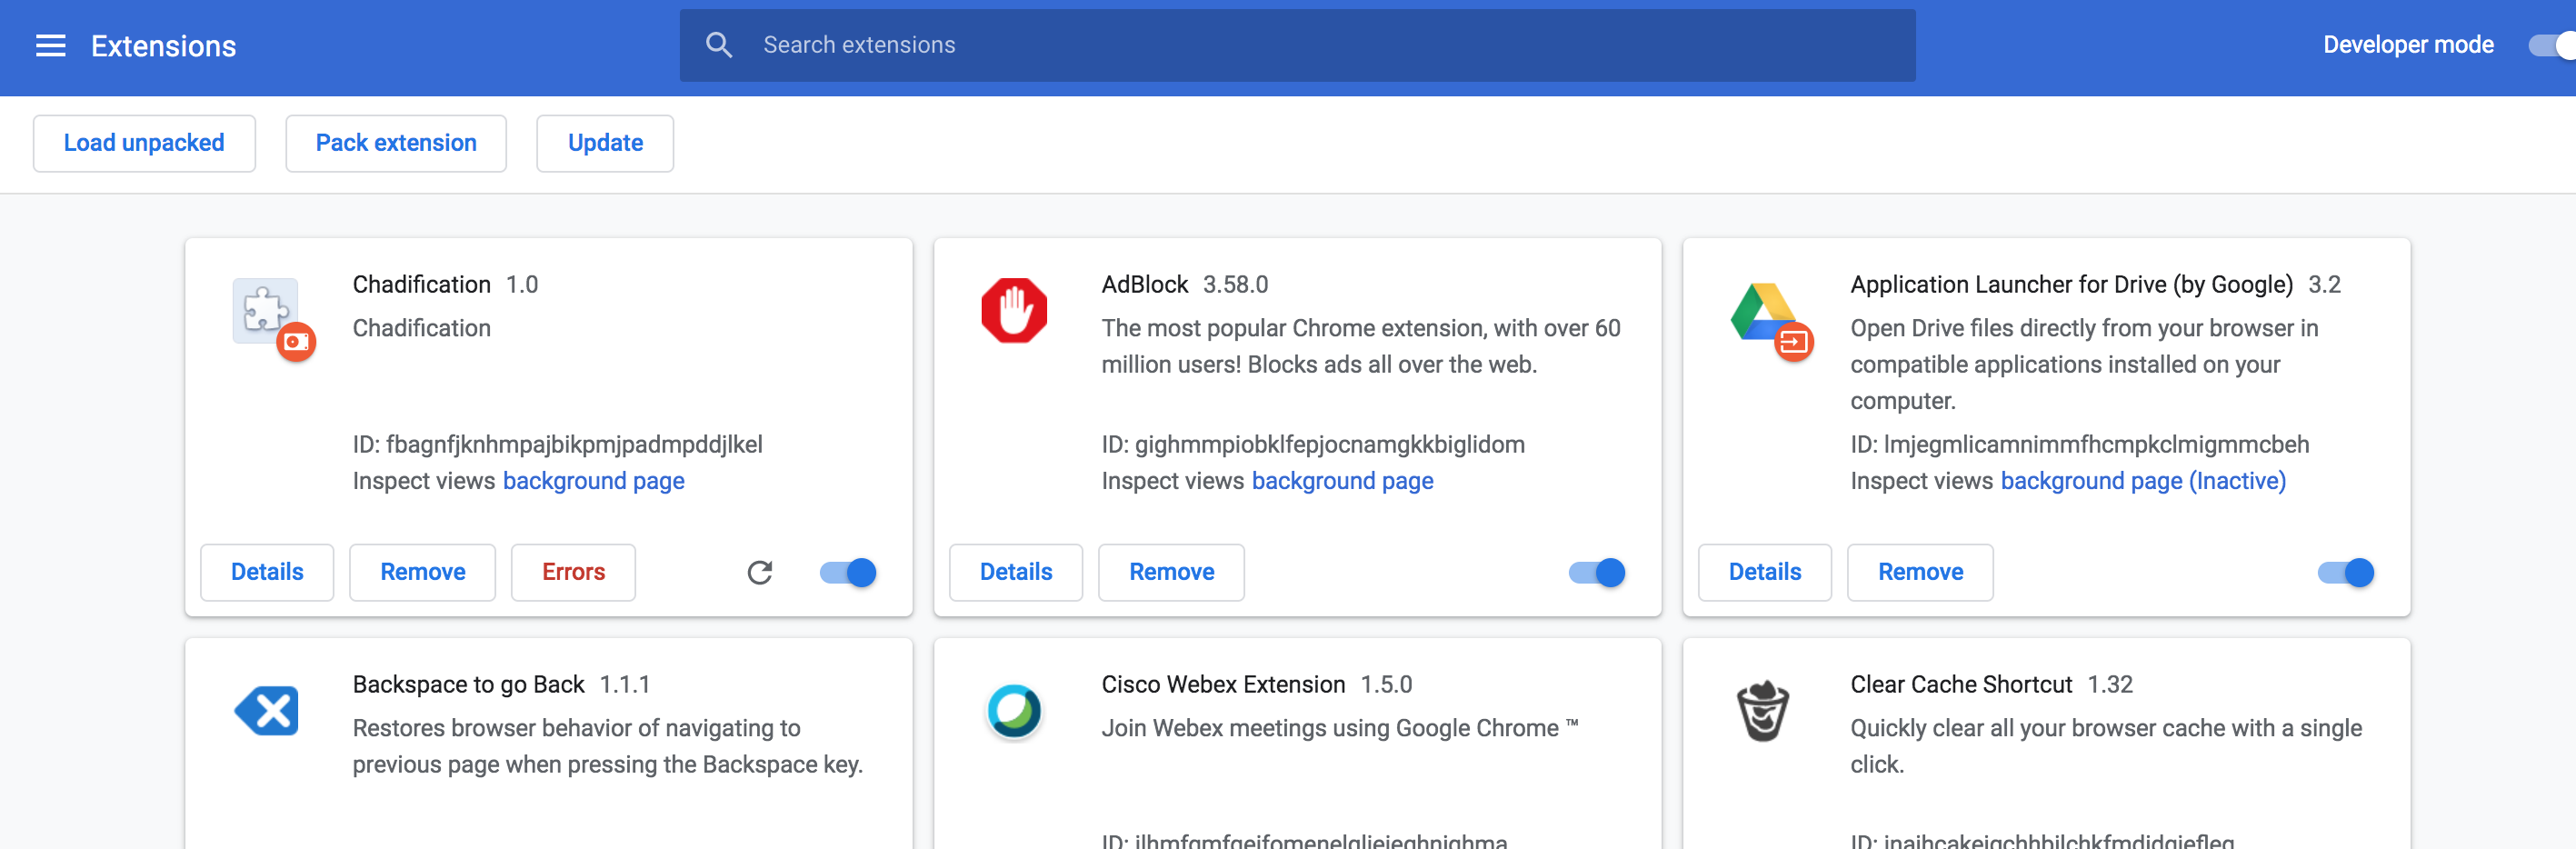 Extensions
Search extensions
Developer mode
Load unpacked
Pack extension
Update
Chadification 1.0
Chadification
ID: fbagnfjknhmpajbikpmjpadmpddjlkel
Inspect views background page
Details
Remove
Errors
AdBlock 3.58.0
The most popular Chrome extension, with over 60
million users! Blocks ads all over the web.
ID: gighmmpiobklfepjocnamgkkbiglidom
Inspect views background page
Details
Remove
Application Launcher for Drive (by Google) 3.2
Open Drive files directly from your browser in
compatible applications installed on your
computer.
ID: lmjegmlicamnimmfhcmpkclmigmmcbeh
Inspect views background page (Inactive)
Details
Remove
Backspace to go Back 1.1.1
Restores browser behavior of navigating to
previous page when pressing the Backspace key.
Cisco Webex Extension 1.5.0
Join Webex meetings using Google Chrome ™
ID:
Clear Cache Shortcut 1.32
Quickly clear all your browser cache with a single
click.
ID: